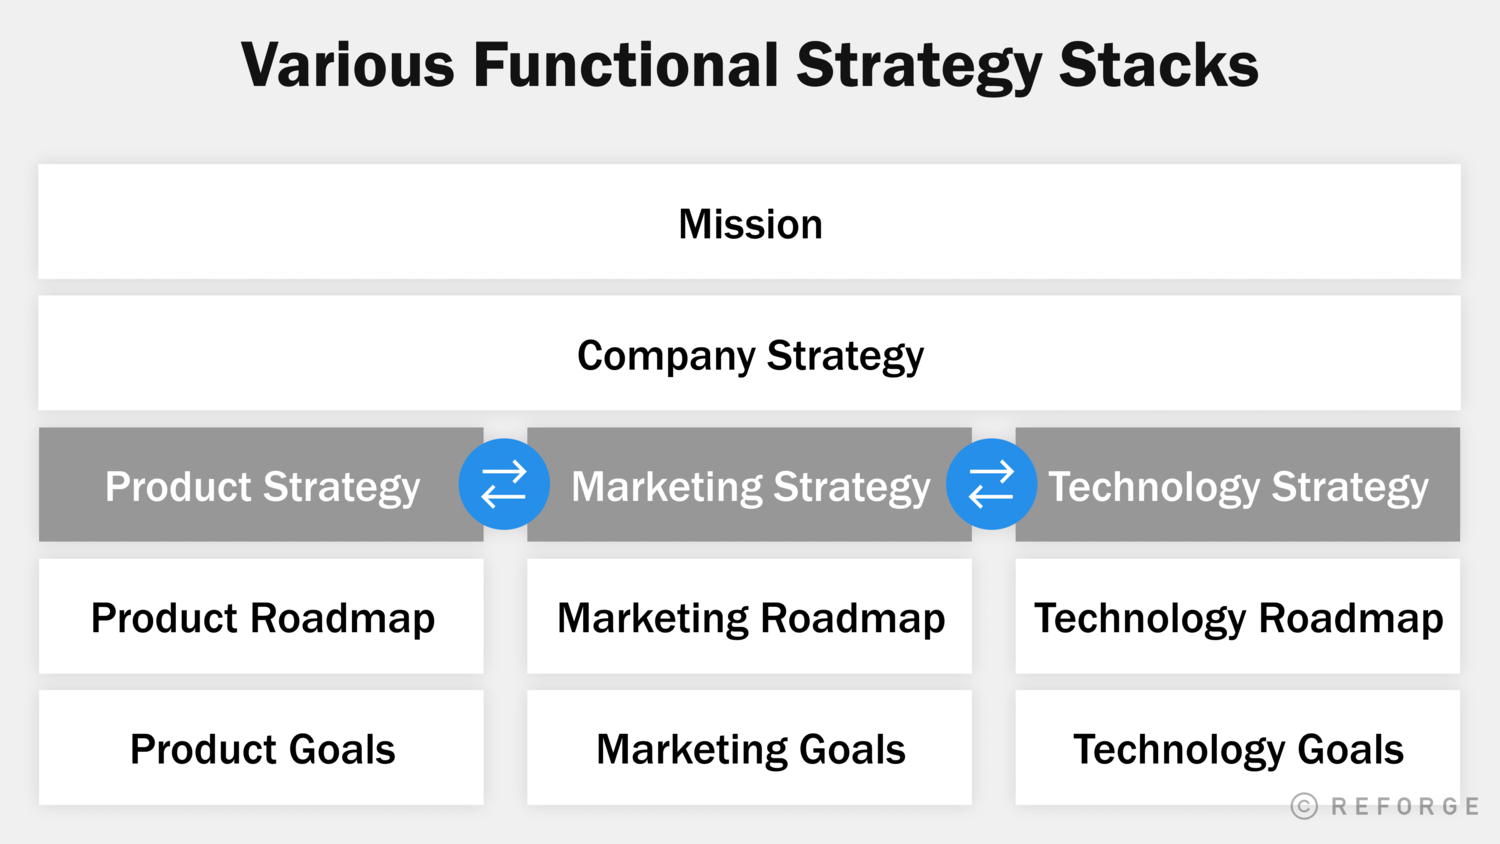 Various Functional Strategy Stacks
Mission
Company Strategy
Product Strategy
Marketing Strategy
Technology Strategy
Product Roadmap
Marketing Roadmap
Technology Roadmap
Product Goals
Marketing Goals
Technology Goals
© REFORGE